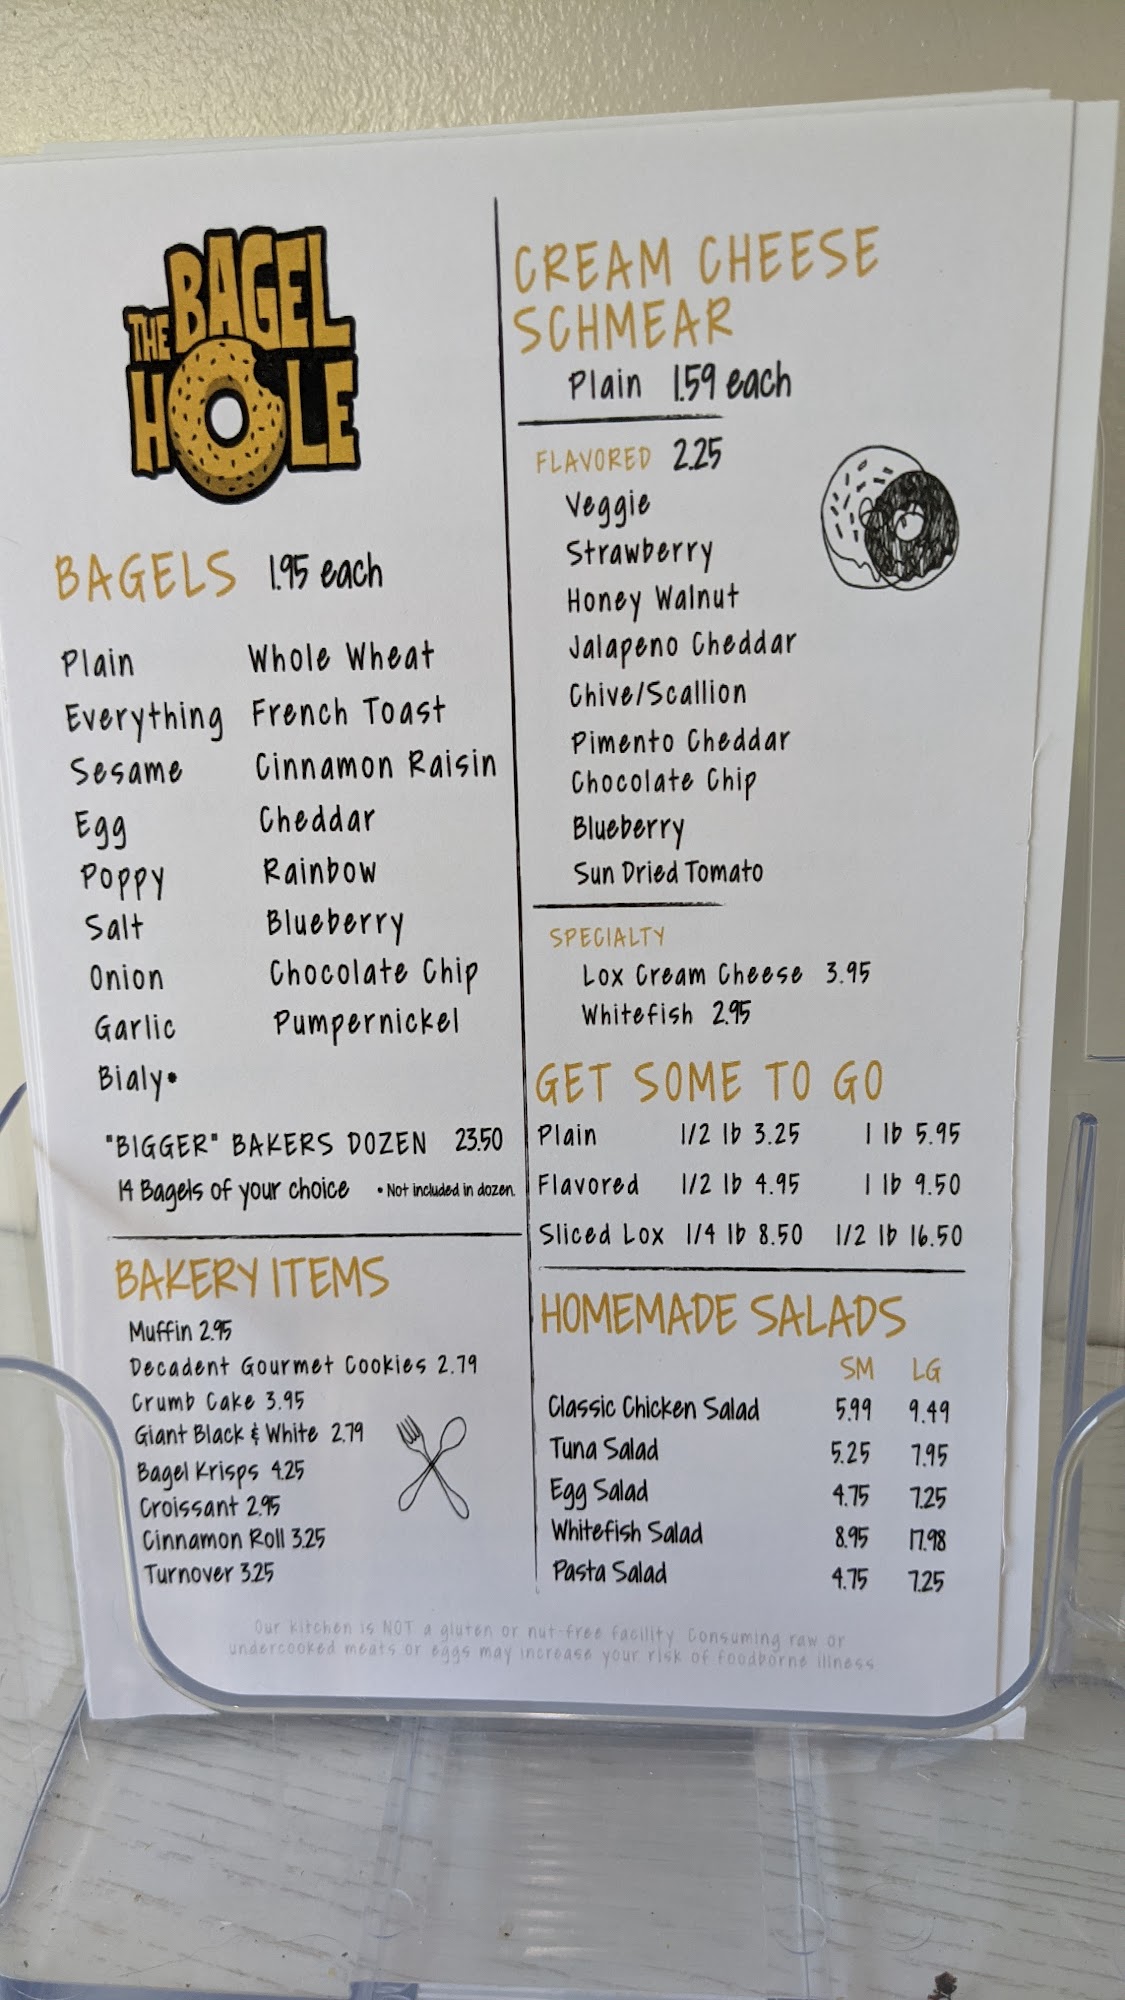 THE BAGEL
HOLE
BAGELS 1.95 each
Plain Whole Wheat
Everything French Toast
Sesame Cinnamon Raisin
Egg Cheddar
Poppy Rainbow
Salt Blueberry
Onion Chocolate Chip
Garlic Pumpernickel
Bialy•
"BIGGER" BAKERS DOZEN 23.50
14 Bagels of your choice • Not included in dozen.
BAKERY ITEMS
Muffin 2.95
Decadent Gourmet Cookies 2.79
Crumb Cake 3.95
Giant Black & White 2.79
Bagel Krisps 4.25
Croissant 2.95
Cinnamon Roll 3.25
Turnover 3.25
CREAM CHEESE
SCHMEAR
Plain 1.59 each
FLAVORED 2.25
Veggie
Strawberry
Honey Walnut
Jalapeno Cheddar
Chive/Scallion
Pimento Cheddar
Chocolate Chip
Blueberry
Sun Dried Tomato
SPECIALTY
Lox Cream Cheese 3.95
Whitefish 2.95
GET SOME TO GO
Plain 1/2 lb 3.25 1 lb 5.95
Flavored 1/2 lb 4.95 1 lb 9.50
Sliced Lox 1/4 lb 8.50 1/2 lb 16.50
HOMEMADE SALADS
SM LG
Classic Chicken Salad 5.99 9.49
Tuna Salad 5.25 7.95
Egg Salad 4.75 7.25
Whitefish Salad 8.95 17.98
Pasta Salad 4.75 7.25
Our kitchen is NOT a gluten or nut-free facility. Consuming raw or
undercooked meats or eggs may increase your risk of foodborne illness